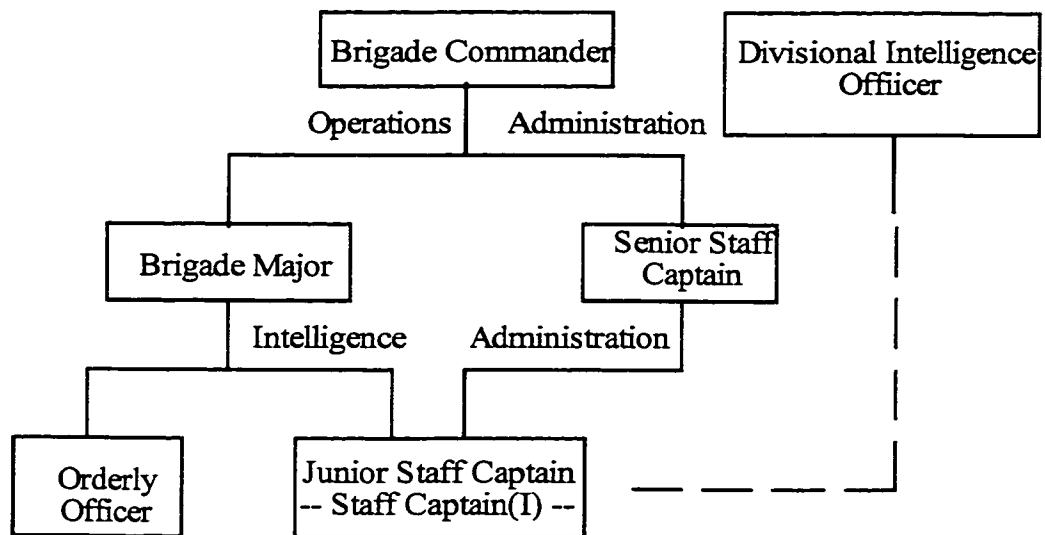 Brigade Commander
Divisional Intelligence
Offiicer
Operations
Administration
Brigade Major
Senior Staff
Captain
Intelligence
Administration
Orderly
Officer
Junior Staff Captain
-- Staff Captain(I) --